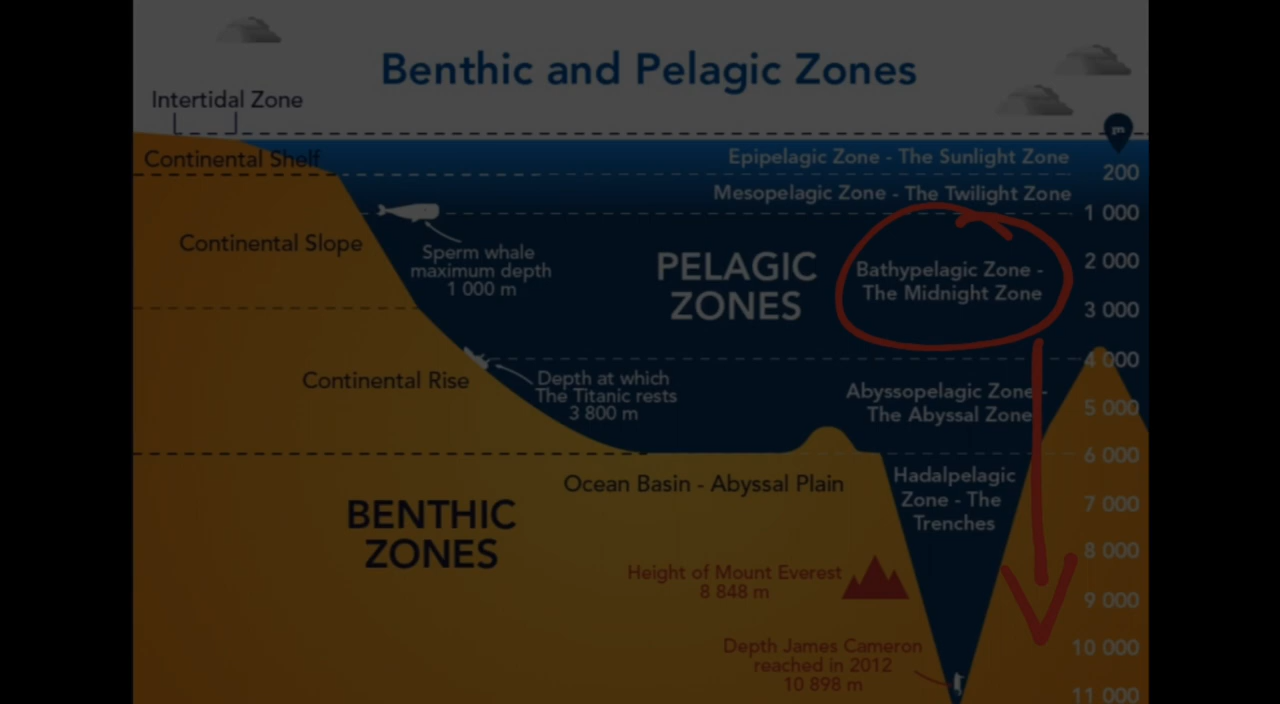 Benthic and Pelagic Zones
Intertidal Zone
m
Continental Shelf
Epipelagic Zone - The Sunlight Zone
200
Mesopelagic Zone - The Twilight Zone
1 000
Continental Slope
Sperm whale
maximum depth
1 000 m
PELAGIC
ZONES
Bathypelagic Zone -
The Midnight Zone
2 000
3 000
4 000
Continental Rise
Depth at which
The Titanic rests
3 800 m
Abyssopelagic Zone -
The Abyssal Zone
5 000
6 000
Ocean Basin - Abyssal Plain
Hadalpelagic
Zone - The
Trenches
7 000
BENTHIC
ZONES
8 000
Height of Mount Everest
8 848 m
9 000
Depth James Cameron
reached in 2012
10 898 m
10 000
11 000